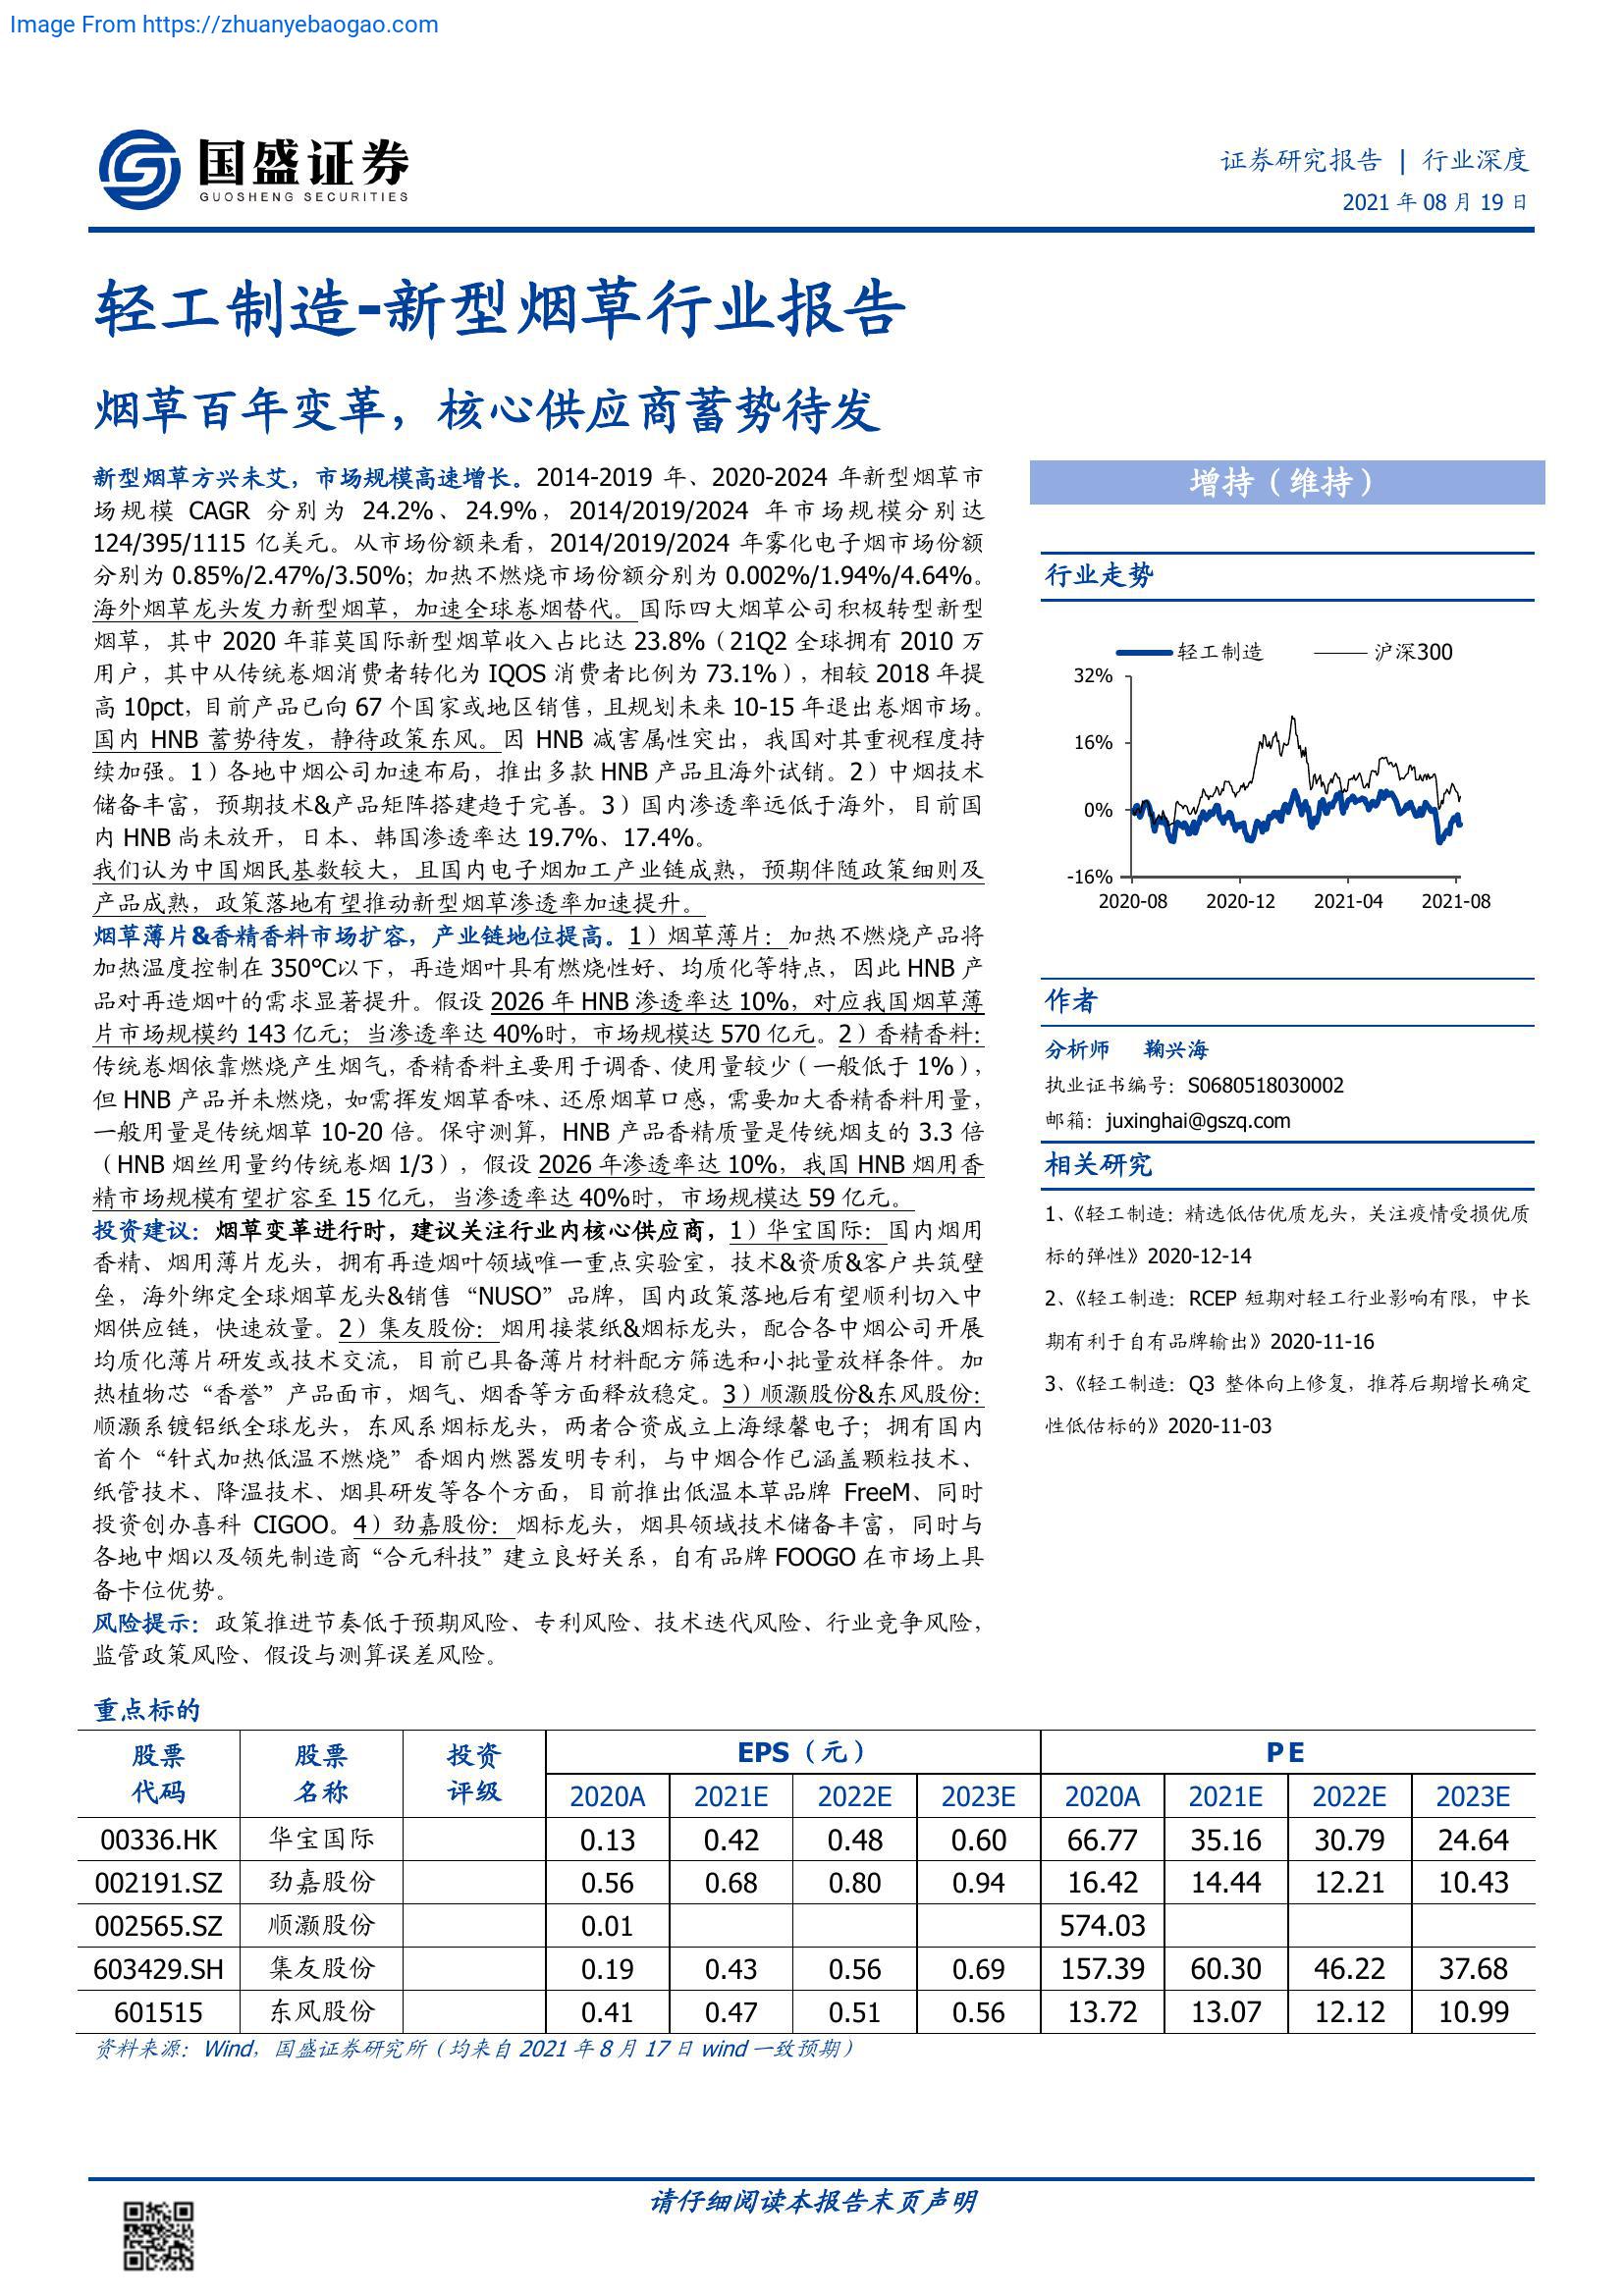 Image From https://zhuanyebaogao.com
国盛证券
GUOSHENG SECURITIES
证券研究报告 | 行业深度
2021 年 08 月 19 日
轻工制造-新型烟草行业报告
烟草百年变革，核心供应商蓄势待发
新型烟草方兴未艾，市场规模高速增长。2014-2019 年、2020-2024 年新型烟草市
场规模 CAGR 分别为 24.2%、24.9%，2014/2019/2024 年市场规模分别达
124/395/1115 亿美元。从市场份额来看，2014/2019/2024 年雾化电子烟市场份额
分别为 0.85%/2.47%/3.50%；加热不燃烧市场份额分别为 0.002%/1.94%/4.64%。
海外烟草龙头发力新型烟草，加速全球卷烟替代。国际四大烟草公司积极转型新型
烟草，其中 2020 年菲莫国际新型烟草收入占比达 23.8%（21Q2 全球拥有 2010 万
用户，其中从传统卷烟消费者转化为 IQOS 消费者比例为 73.1%），相较 2018 年提
高 10pct，目前产品已向 67 个国家或地区销售，且规划未来 10-15 年退出卷烟市场。
国内 HNB 蓄势待发，静待政策东风。因 HNB 减害属性突出，我国对其重视程度持
续加强。1）各地中烟公司加速布局，推出多款 HNB 产品且海外试销。2）中烟技术
储备丰富，预期技术&产品矩阵搭建趋于完善。3）国内渗透率远低于海外，目前国
内 HNB 尚未放开，日本、韩国渗透率达 19.7%、17.4%。
我们认为中国烟民基数较大，且国内电子烟加工产业链成熟，预期伴随政策细则及
产品成熟，政策落地有望推动新型烟草渗透率加速提升。
烟草薄片&香精香料市场扩容，产业链地位提高。1）烟草薄片：加热不燃烧产品将
加热温度控制在 350℃以下，再造烟叶具有燃烧性好、均质化等特点，因此 HNB 产
品对再造烟叶的需求显著提升。假设 2026 年 HNB 渗透率达 10%，对应我国烟草薄
片市场规模约 143 亿元；当渗透率达 40%时，市场规模达 570 亿元。2）香精香料：
传统卷烟依靠燃烧产生烟气，香精香料主要用于调香、使用量较少（一般低于 1%），
但 HNB 产品并未燃烧，如需挥发烟草香味、还原烟草口感，需要加大香精香料用量，
一般用量是传统烟草 10-20 倍。保守测算，HNB 产品香精质量是传统烟支的 3.3 倍
（HNB 烟丝用量约传统卷烟 1/3），假设 2026 年渗透率达 10%，我国 HNB 烟用香
精市场规模有望扩容至 15 亿元，当渗透率达 40%时，市场规模达 59 亿元。
投资建议：烟草变革进行时，建议关注行业内核心供应商，1）华宝国际：国内烟用
香精、烟用薄片龙头，拥有再造烟叶领域唯一重点实验室，技术&资质&客户共筑壁
垒，海外绑定全球烟草龙头&销售“NUSO”品牌，国内政策落地后有望顺利切入中
烟供应链，快速放量。2）集友股份：烟用接装纸&烟标龙头，配合各中烟公司开展
均质化薄片研发或技术交流，目前已具备薄片材料配方筛选和小批量放样条件。加
热植物芯“香誉”产品面市，烟气、烟香等方面释放稳定。3）顺灏股份&东风股份：
顺灏系镀铝纸全球龙头，东风系烟标龙头，两者合资成立上海绿馨电子；拥有国内
首个“针式加热低温不燃烧”香烟内燃器发明专利，与中烟合作已涵盖颗粒技术、
纸管技术、降温技术、烟具研发等各个方面，目前推出低温本草品牌 FreeM、同时
投资创办喜科 CIGOO。4）劲嘉股份：烟标龙头，烟具领域技术储备丰富，同时与
各地中烟以及领先制造商“合元科技”建立良好关系，自有品牌 FOOGO 在市场上具
备卡位优势。
风险提示：政策推进节奏低于预期风险、专利风险、技术迭代风险、行业竞争风险，
监管政策风险、假设与测算误差风险。
增持（维持）
行业走势
轻工制造 沪深300
32%
16%
0%
-16%
2020-08 2020-12 2021-04 2021-08
作者
分析师 鞠兴海
执业证书编号：S0680518030002
邮箱：juxinghai@gszq.com
相关研究
1、《轻工制造：精选低估优质龙头，关注疫情受损优质
标的弹性》2020-12-14
2、《轻工制造：RCEP 短期对轻工行业影响有限，中长
期有利于自有品牌输出》2020-11-16
3、《轻工制造：Q3 整体向上修复，推荐后期增长确定
性低估标的》2020-11-03
重点标的
股票 股票 投资 EPS（元） PE
代码 名称 评级 2020A 2021E 2022E 2023E 2020A 2021E 2022E 2023E
00336.HK 华宝国际 0.13 0.42 0.48 0.60 66.77 35.16 30.79 24.64
002191.SZ 劲嘉股份 0.56 0.68 0.80 0.94 16.42 14.44 12.21 10.43
002565.SZ 顺灏股份 0.01 574.03
603429.SH 集友股份 0.19 0.43 0.56 0.69 157.39 60.30 46.22 37.68
601515 东风股份 0.41 0.47 0.51 0.56 13.72 13.07 12.12 10.99
资料来源：Wind，国盛证券研究所（均来自 2021 年 8 月 17 日 wind 一致预期）
请仔细阅读本报告末页声明